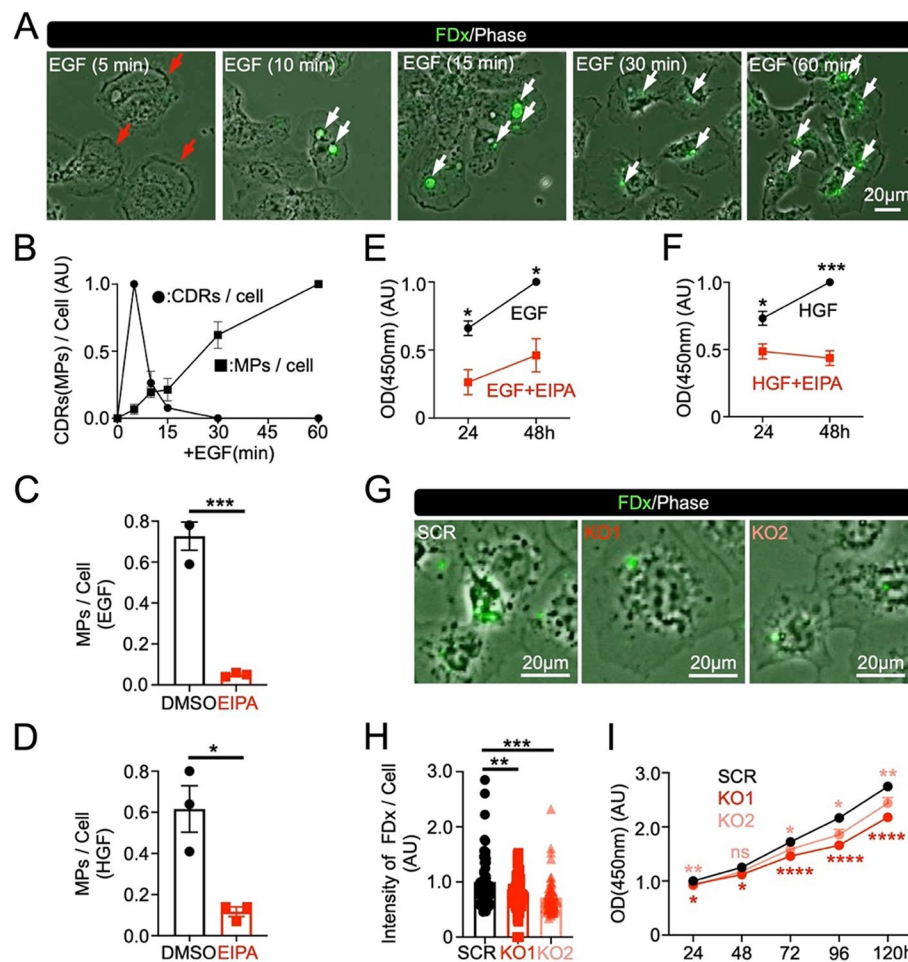 A
FDx/Phase
EGF (5 min)
EGF (10 min)
EGF (15 min)
EGF (30 min)
EGF (60 min)
20μm
B
CDRs(MPs) / Cell (AU)
1.0
0.5
0.0
:CDRs / cell
:MPs / cell
0
15
30
45
60
+EGF(min)
E
OD(450nm) (AU)
1.0
0.5
0
*
*
EGF
EGF+EIPA
24
48h
F
OD(450nm) (AU)
1.0
0.5
0
*
***
HGF
HGF+EIPA
24
48h
C
MPs / Cell
(EGF)
0.8
0.6
0.4
0.2
0.0
***
DMSO
EIPA
D
MPs / Cell
(HGF)
0.8
0.6
0.4
0.2
0.0
*
DMSO
EIPA
G
FDx/Phase
SCR
KO1
KO2
20μm
20μm
20μm
H
Intensity of FDx / Cell
(AU)
3.0
2.0
1.0
0.0
***
**
SCR
KO1
KO2
I
OD(450nm) (AU)
3.0
2.0
1.0
0
SCR
KO1
KO2
**
ns
*
*
**
*
*
****
****
****
24
48
72
96
120h